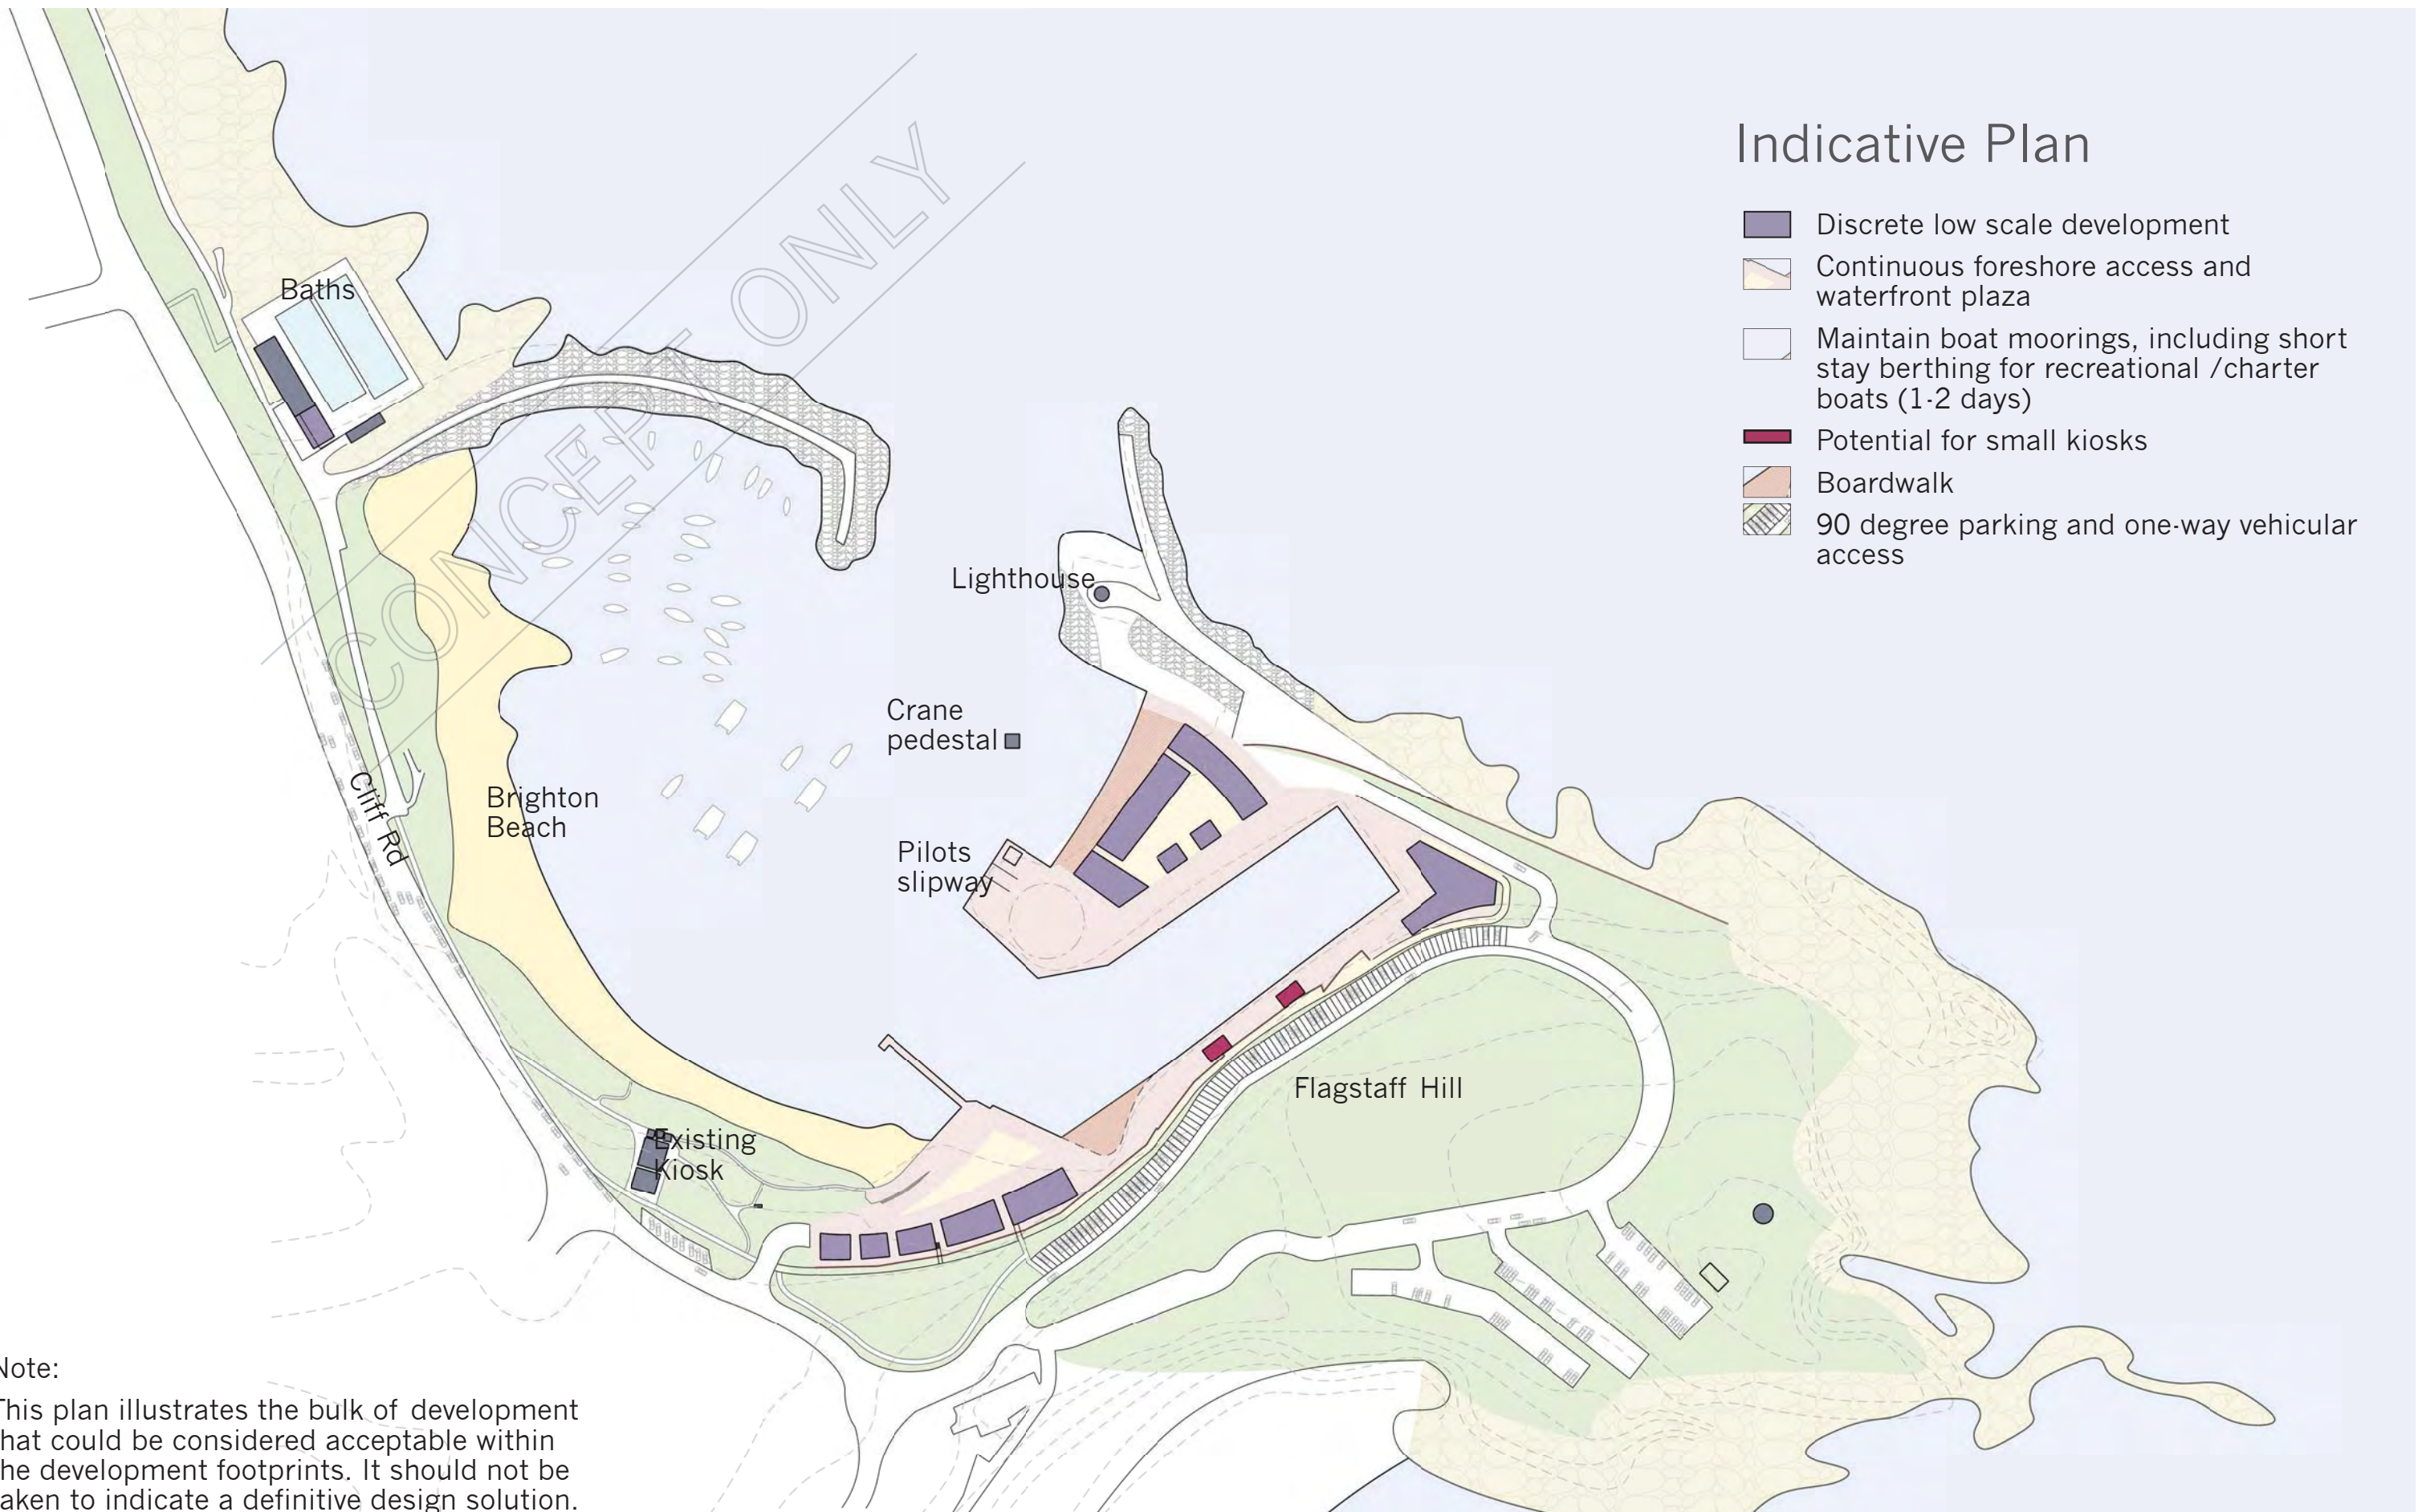 Indicative Plan
Discrete low scale development
Continuous foreshore access and
waterfront plaza
Maintain boat moorings, including short
stay berthing for recreational /charter
boats (1-2 days)
Potential for small kiosks
Boardwalk
90 degree parking and one-way vehicular
access
CONCEPT ONLY
Baths
Lighthouse
Crane
pedestal
Cliff Rd
Brighton
Beach
Pilots
slipway
Flagstaff Hill
Existing
Kiosk
Note:
This plan illustrates the bulk of development
that could be considered acceptable within
the development footprints. It should not be
taken to indicate a definitive design solution.